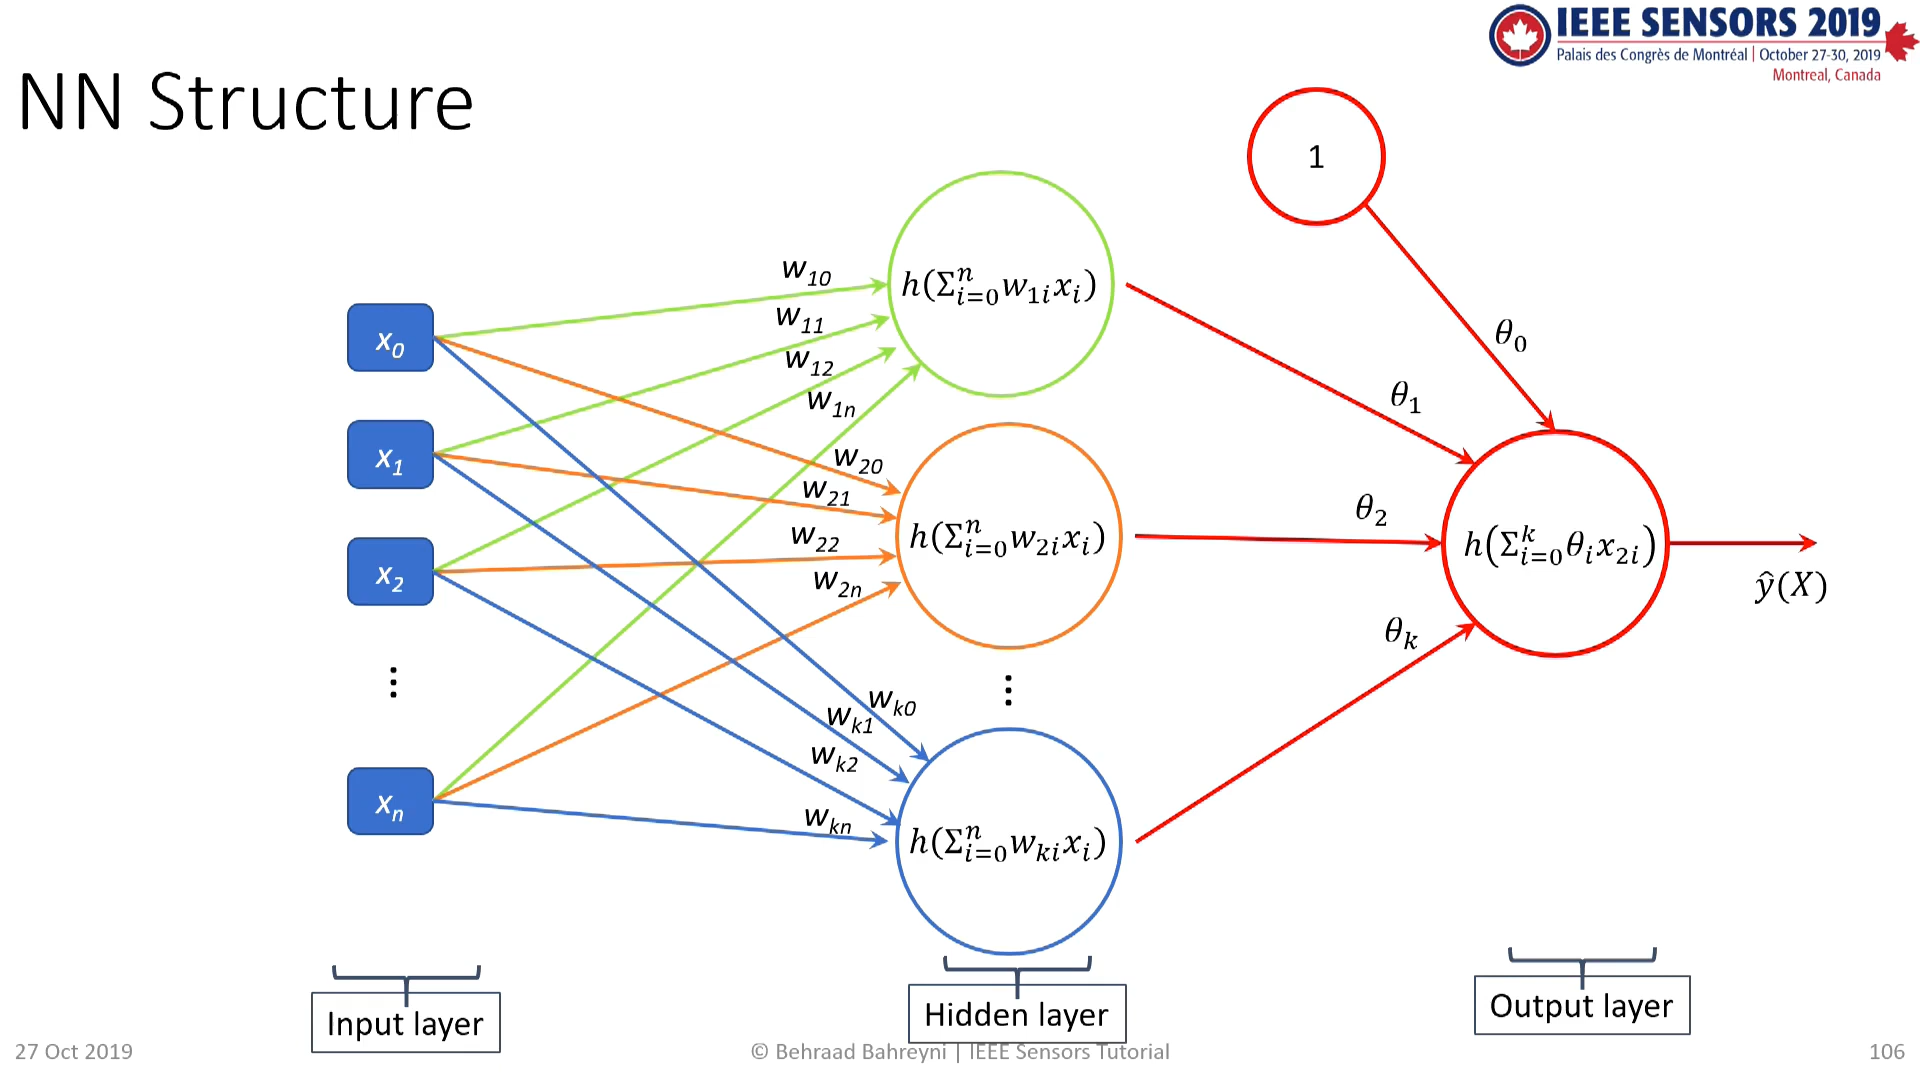 IEEE SENSORS 2019
Palais des Congrès de Montréal | October 27-30, 2019
Montreal, Canada
NN Structure
1
w10
h(Σⁿᵢ₌₀w₁ᵢxᵢ)
w11
x0
w12
θ₀
w1n
θ₁
x1
w20
w21
θ₂
w22
h(Σⁿᵢ₌₀w₂ᵢxᵢ)
h(Σᵏᵢ₌₀θᵢx₂ᵢ)
x2
w2n
ŷ(X)
θₖ
⋮
⋮
wk0
wk1
wk2
xn
wkn
h(Σⁿᵢ₌₀wₖᵢxᵢ)
Input layer
Hidden layer
Output layer
27 Oct 2019
© Behraad Bahreyni | IEEE Sensors Tutorial
106